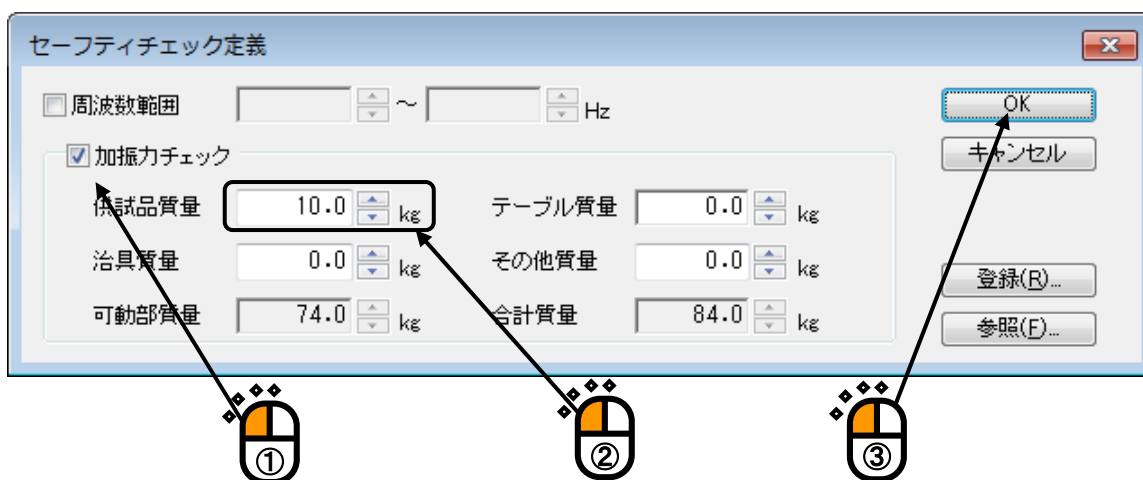 セーフティチェック定義
周波数範囲 ～ Hz OK
加振力チェック キャンセル
供試品質量 10.0 kg テーブル質量 0.0 kg
治具質量 0.0 kg その他質量 0.0 kg 登録(R)...
可動部質量 74.0 kg 合計質量 84.0 kg 参照(F)...
① ② ③